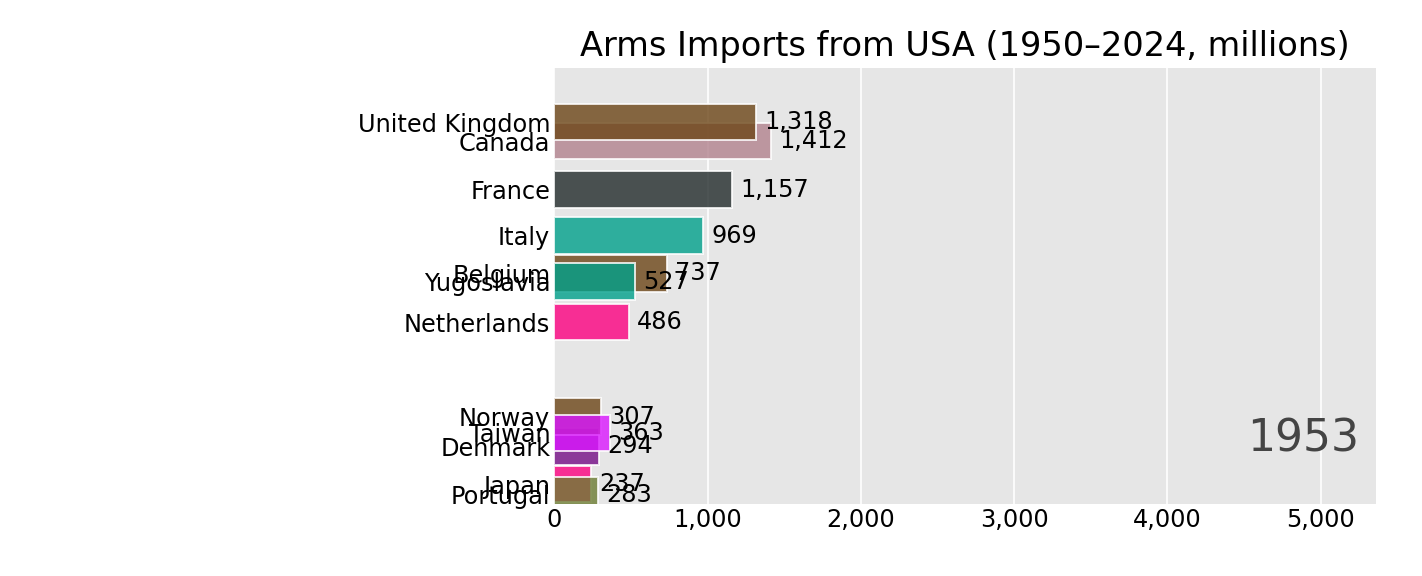 Arms Imports from USA (1950–2024, millions)
United Kingdom 1,318
Canada 1,412
France 1,157
Italy 969
Belgium 737
Yugoslavia 527
Netherlands 486
Norway 307
Taiwan 363
Denmark 294
Japan 237
Portugal 283
1953
0 1,000 2,000 3,000 4,000 5,000